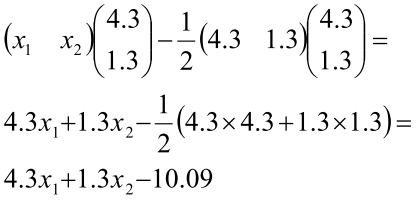 (x₁ x₂)(4.3 1.3) − 1/2 (4.3 1.3)(4.3 1.3) =
4.3x₁+1.3x₂−1/2(4.3×4.3+1.3×1.3)=
4.3x₁+1.3x₂−10.09